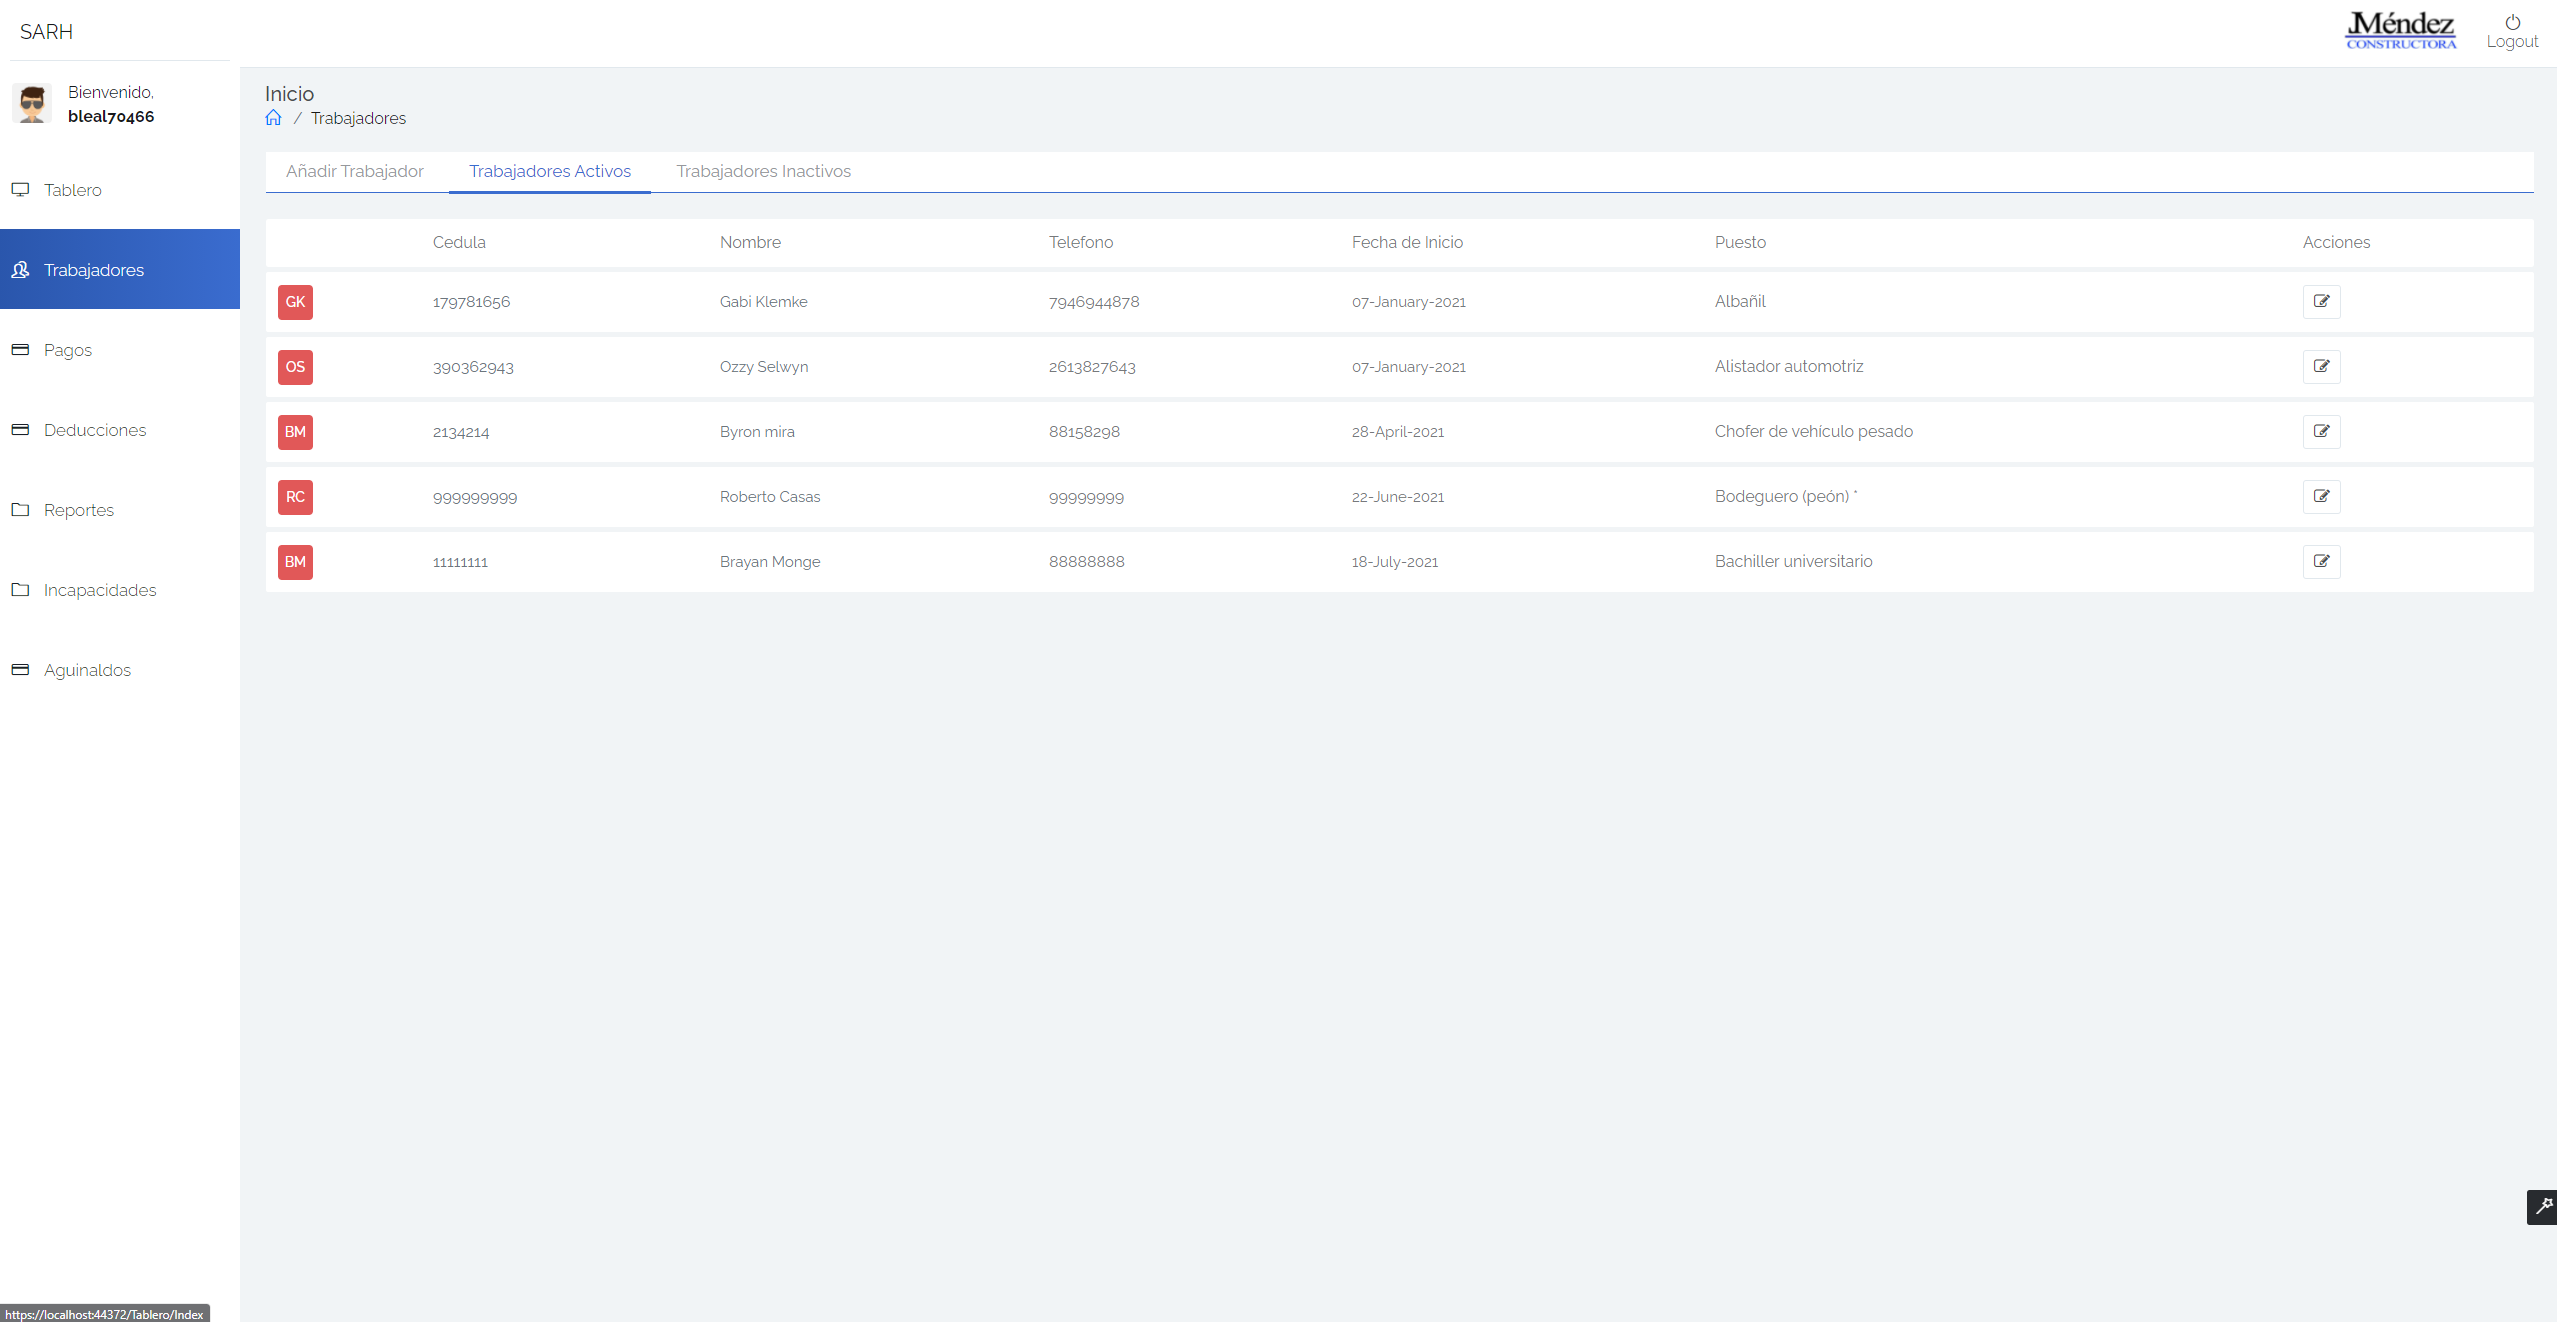 SARH
JMéndez
CONSTRUCTORA
Logout
Bienvenido,
bleal70466
Tablero
Trabajadores
Pagos
Deducciones
Reportes
Incapacidades
Aguinaldos
Inicio
/ Trabajadores
Añadir Trabajador Trabajadores Activos Trabajadores Inactivos
Cedula Nombre Telefono Fecha de Inicio Puesto Acciones
GK 179781656 Gabi Klemke 7946944878 07-January-2021 Albañil
OS 390362943 Ozzy Selwyn 2613827643 07-January-2021 Alistador automotriz
BM 2134214 Byron mira 88158298 28-April-2021 Chofer de vehículo pesado
RC 999999999 Roberto Casas 99999999 22-June-2021 Bodeguero (peón) *
BM 11111111 Brayan Monge 88888888 18-July-2021 Bachiller universitario
https://localhost:44372/Tablero/Index